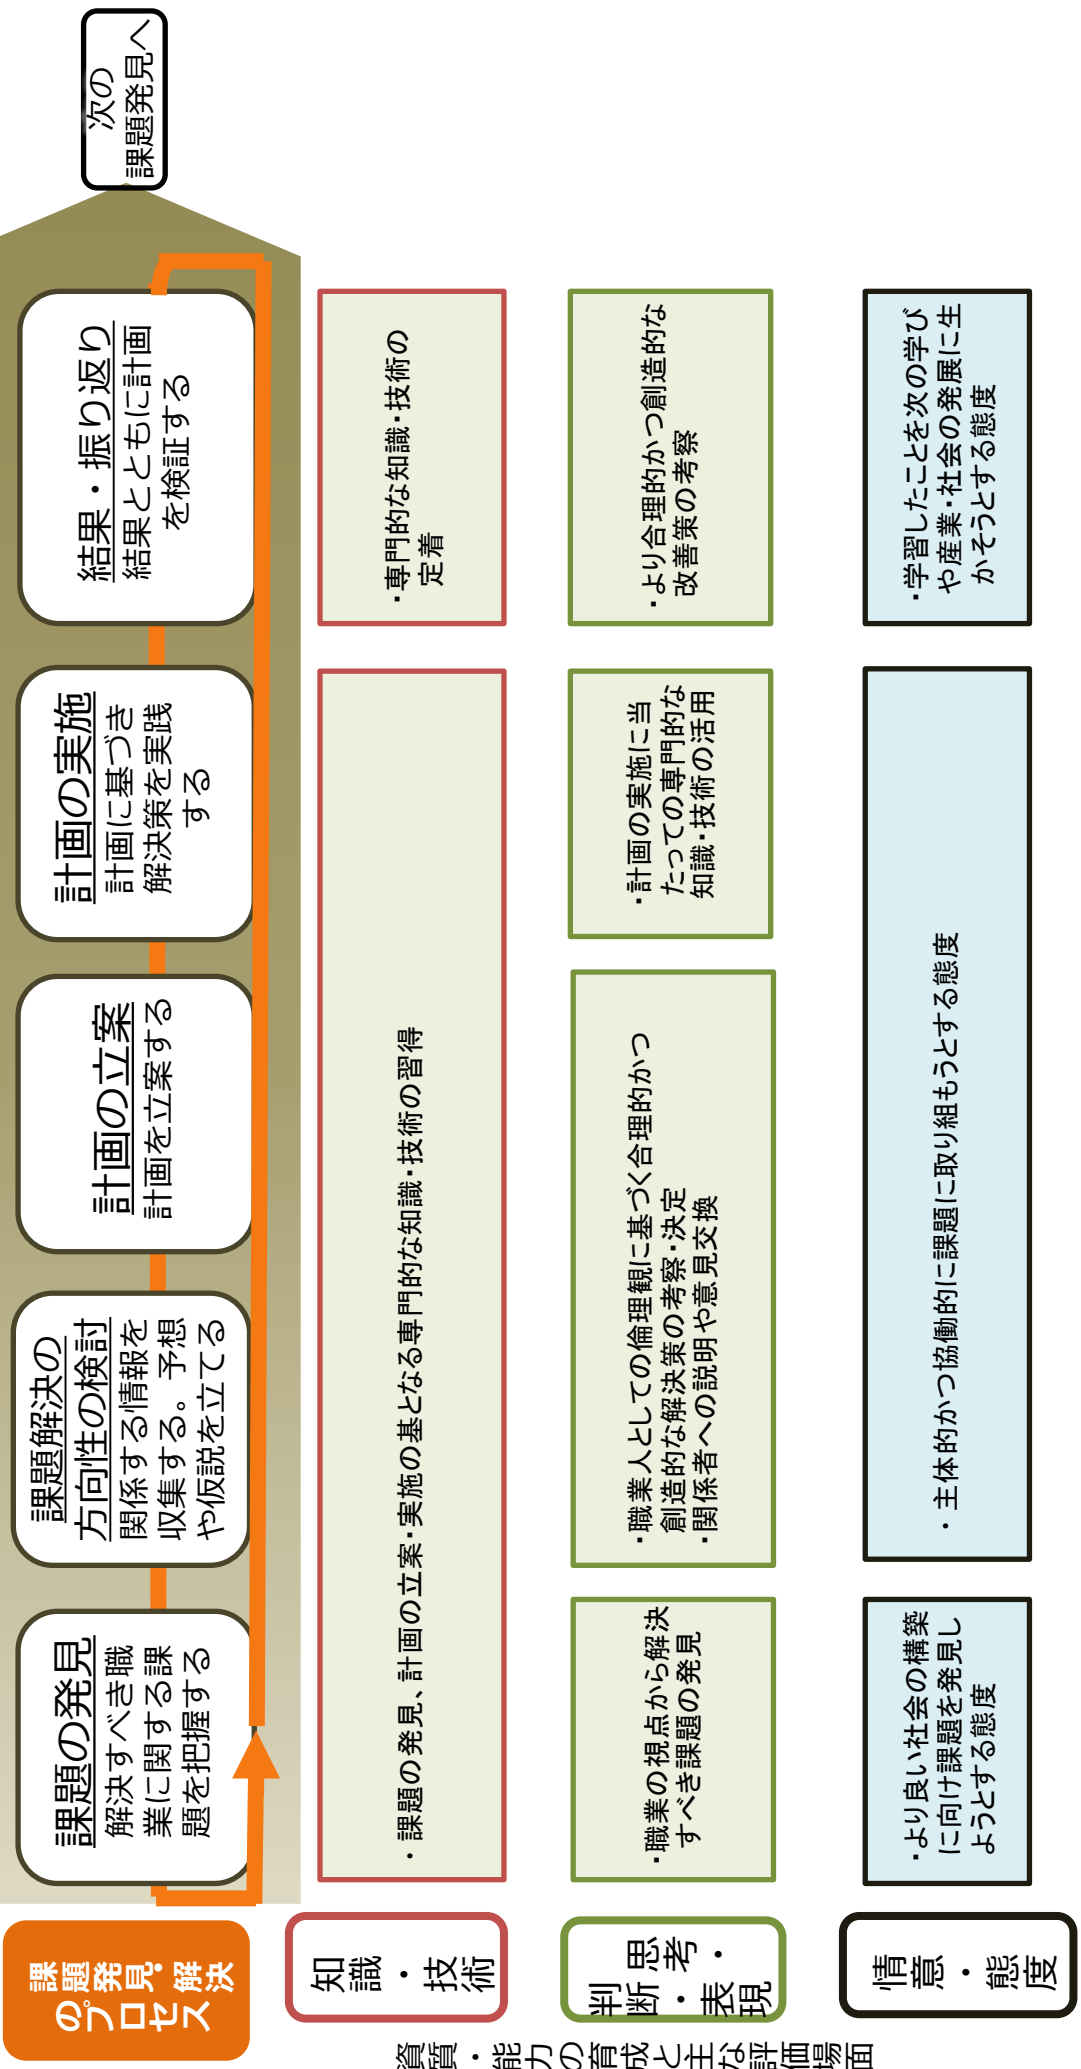 課題発見・解決
のプロセス
課題の発見
解決すべき職
業に関する課
題を把握する
課題解決の
方向性の検討
関係する情報を
収集する。予想
や仮説を立てる
計画の立案
計画を立案する
計画の実施
計画に基づき
解決策を実践
する
結果・振り返り
結果とともに計画
を検証する
次の
課題発見へ
資質・能力の育成と主な評価場面
知識・技術
・課題の発見、計画の立案・実施の基となる専門的な知識・技術の習得
・専門的な知識・技術の
定着
思考・
判断・表現
・職業の視点から解決
すべき課題の発見
・職業人としての倫理観に基づく合理的かつ
創造的な解決策の考察・決定
・関係者への説明や意見交換
・計画の実施に当
たっての専門的な
知識・技術の活用
・より合理的かつ創造的な
改善策の考察
情意・態度
・より良い社会の構築
に向け課題を発見し
ようとする態度
・主体的かつ協働的に課題に取り組もうとする態度
・学習したことを次の学び
や産業・社会の発展に生
かそうとする態度